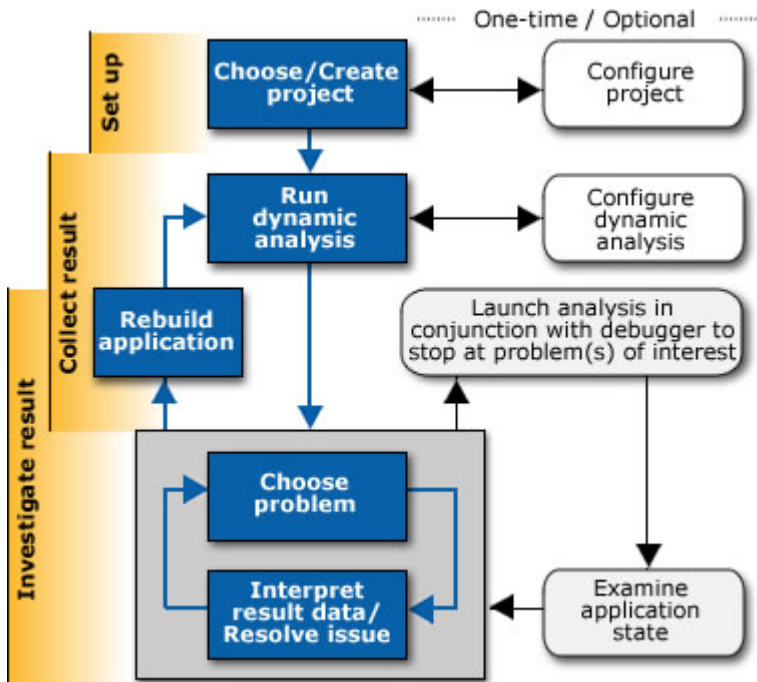 One-time / Optional
Set up
Choose/Create
project
Configure
project
Collect result
Run
dynamic
analysis
Configure
dynamic
analysis
Investigate result
Rebuild
application
Launch analysis in
conjunction with debugger to
stop at problem(s) of interest
Choose
problem
Interpret
result data/
Resolve issue
Examine
application
state